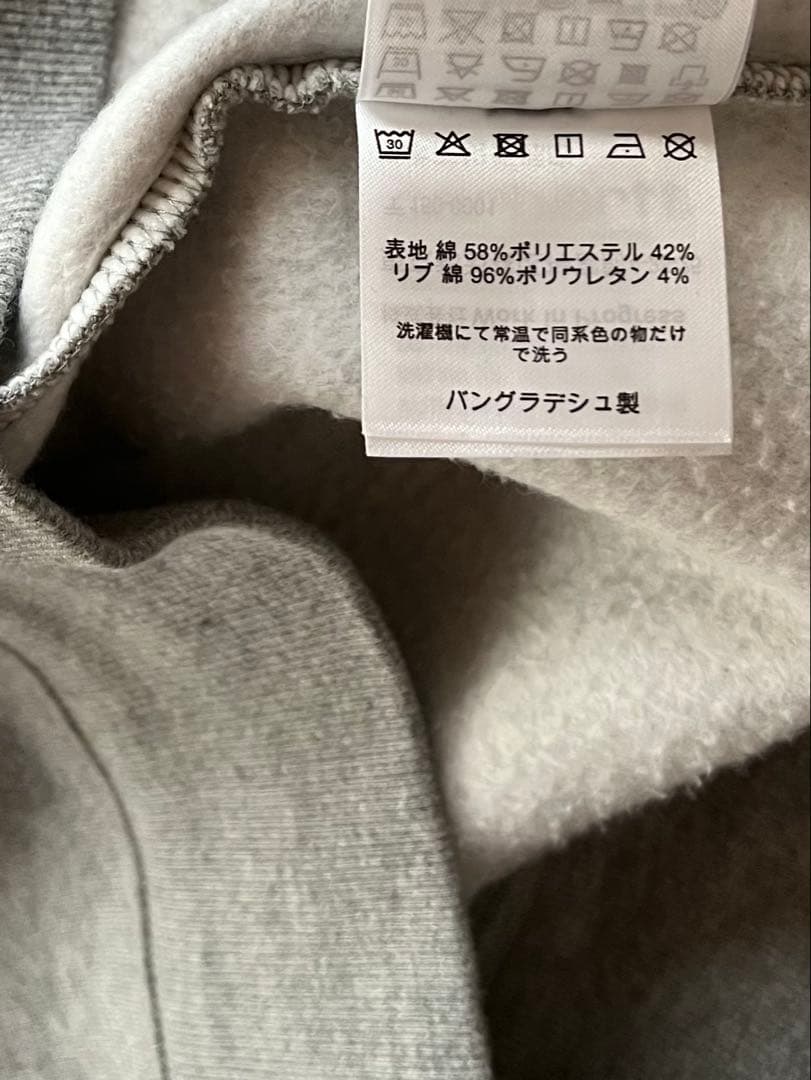 30
30
表地 綿 58%ポリエステル 42%
リブ 綿 96%ポリウレタン 4%
洗濯機にて常温で同系色の物だけ
で洗う
バングラデシュ製